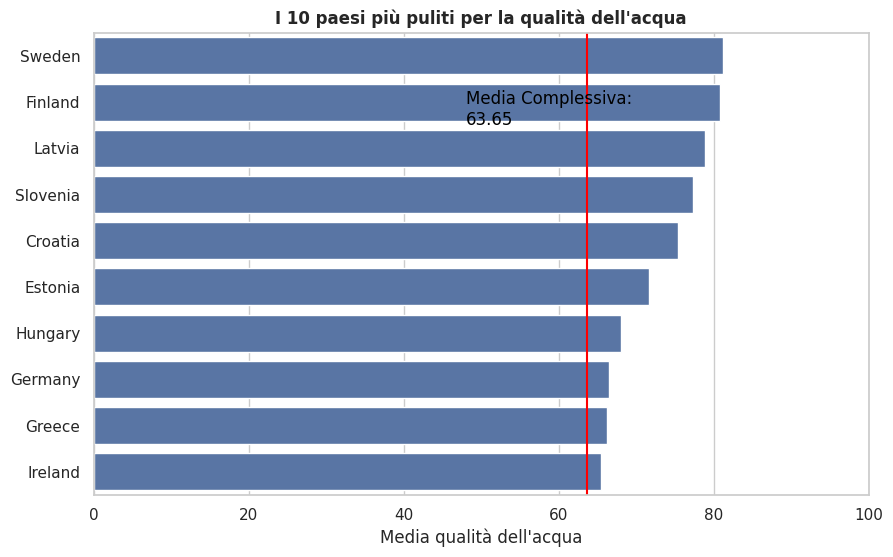 I 10 paesi più puliti per la qualità dell'acqua
Sweden
Finland
Media Complessiva:
63.65
Latvia
Slovenia
Croatia
Estonia
Hungary
Germany
Greece
Ireland
0 20 40 60 80 100
Media qualità dell'acqua